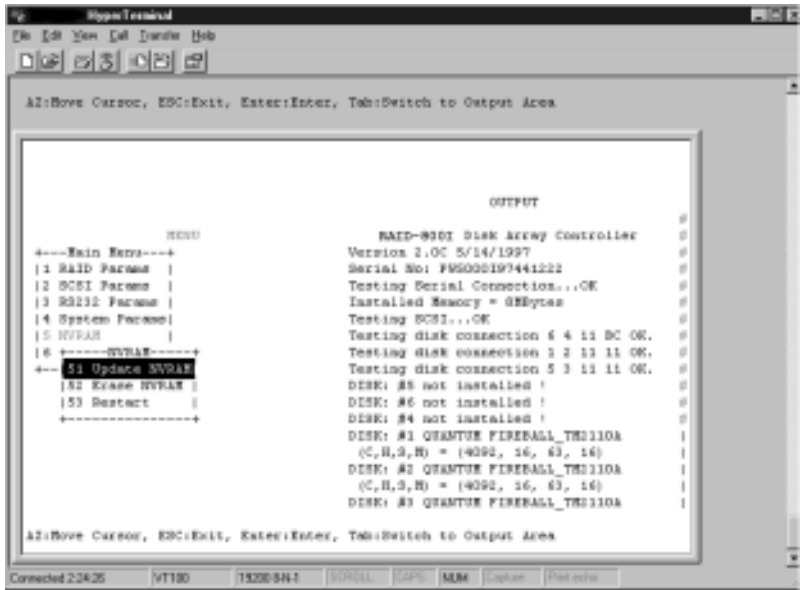 HyperTerminal
File Edit View Call Transfer Help
AZ:Move Cursor, ESC:Exit, Enter:Enter, Tab:Switch to Output Area
OUTPUT
MENU
+---Main Menu---+
|1 RAID Params |
|2 SCSI Params |
|3 RS232 Params |
|4 System Params|
|5 NVRAM |
|6 +------NVRAM------+
+-- 51 Update NVRAM
|52 Erase NVRAM |
|53 Restart |
+-----------------+
RAID-800I Disk Array Controller
Version 2.0C 5/14/1997
Serial No:
Testing Serial Connection...OK
Installed Memory = 8MBytes
Testing SCSI...OK
Testing disk connection 6 4 11 BC OK.
Testing disk connection 1 2 11 11 OK.
Testing disk connection 5 3 11 11 OK.
DISK: #5 not installed !
DISK: #6 not installed !
DISK: #4 not installed !
DISK: #1 QUANTUM FIREBALL_TM2110A
(C,H,S,M) = (4092, 16, 63, 16)
DISK: #2 QUANTUM FIREBALL_TM2110A
(C,H,S,M) = (4092, 16, 63, 16)
DISK: #3 QUANTUM FIREBALL_TM2110A
AZ:Move Cursor, ESC:Exit, Enter:Enter, Tab:Switch to Output Area
Connected 2:24:26 VT100 19200 8-N-1 SCROLL CAPS NUM Capture Print echo